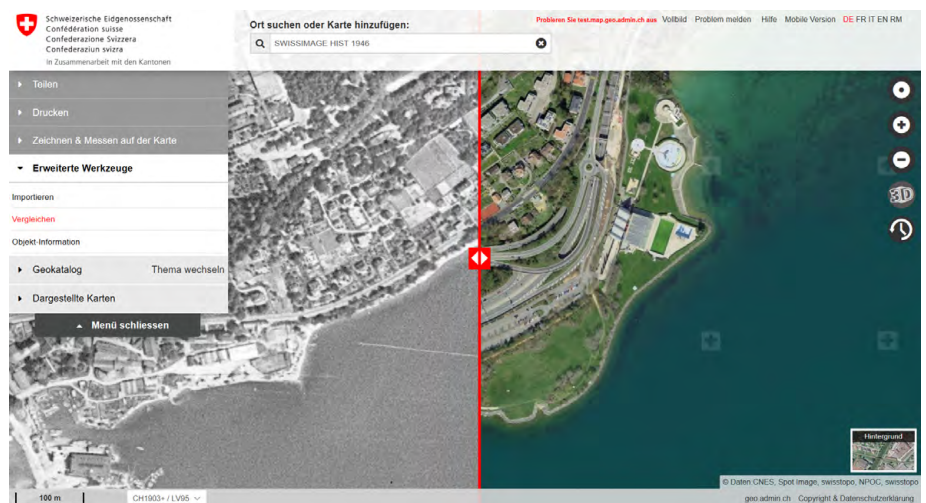 Schweizerische Eidgenossenschaft
Confédération suisse
Confederazione Svizzera
Confederaziun svizra
In Zusammenarbeit mit den Kantonen
Ort suchen oder Karte hinzufügen:
SWISSIMAGE HIST 1946
Probieren Sie test.map.geo.admin.ch aus Vollbild Problem melden Hilfe Mobile Version DE FR IT EN RM
Teilen
Drucken
Zeichnen & Messen auf der Karte
Erweiterte Werkzeuge
Importieren
Vergleichen
Objekt-Information
Geokatalog Thema wechseln
Dargestellte Karten
Menü schliessen
3D
Hintergrund
© Daten CNES, Spot Image, swisstopo, NPOC, swisstopo
100 m CH1903+ / LV95 geo.admin.ch Copyright & Datenschutzerklärung